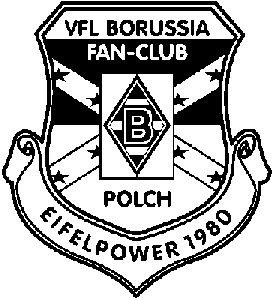 VFL BORUSSIA
FAN-CLUB
B
POLCH
EIFELPOWER 1980